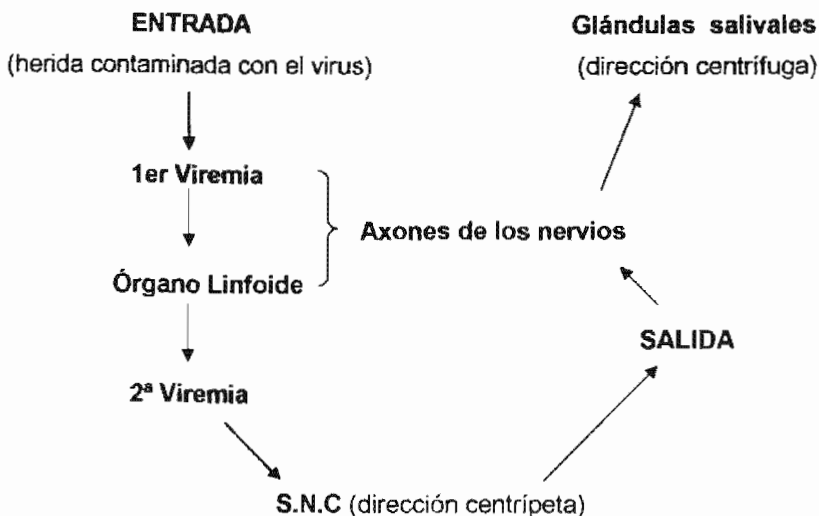 ENTRADA
(herida contaminada con el virus)
1er Viremia
Órgano Linfoide
2ª Viremia
S.N.C (dirección centrípeta)
SALIDA
Axones de los nervios
Glándulas salivales
(dirección centrífuga)